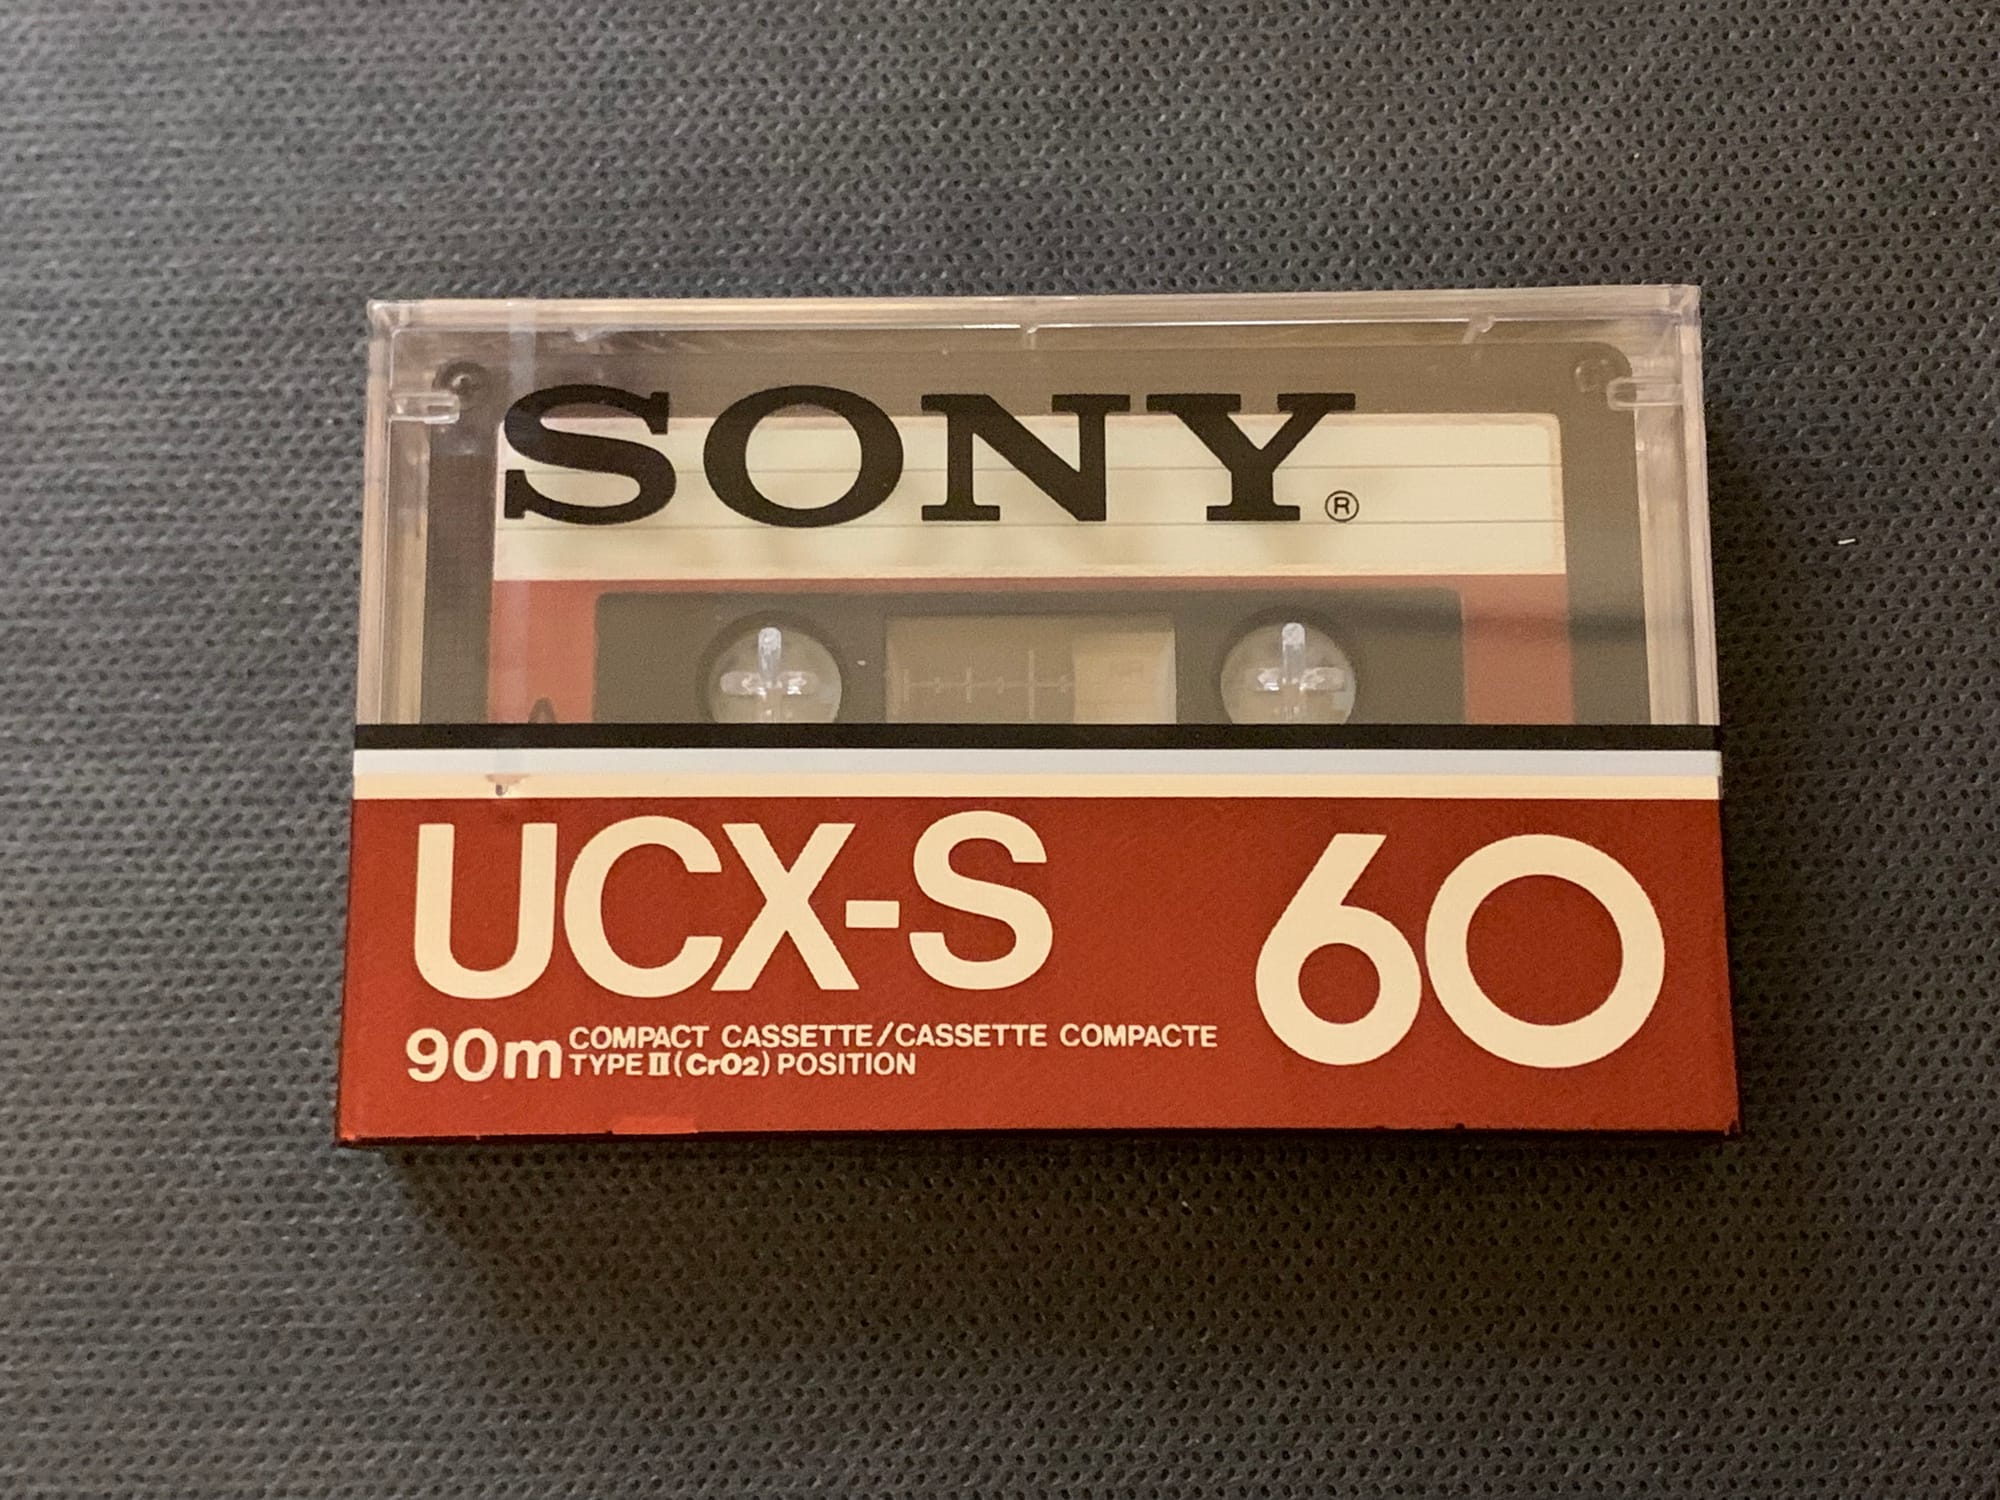 SONY®
A
UCX-S 60
90m COMPACT CASSETTE/CASSETTE COMPACTE
TYPE II (CrO2) POSITION